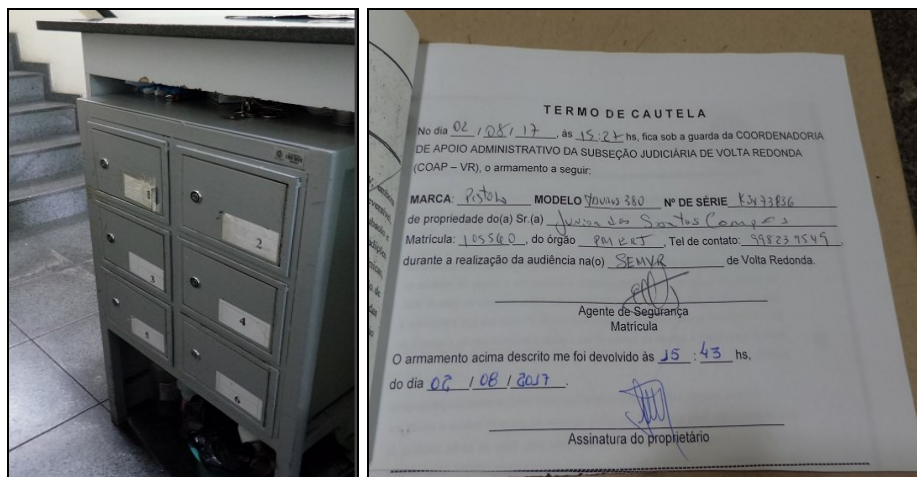 2
3
4
5
6
TERMO DE CAUTELA
No dia 02 / 08 / 17, às 15:27 hs, fica sob a guarda da COORDENADORIA
DE APOIO ADMINISTRATIVO DA SUBSEÇÃO JUDICIÁRIA DE VOLTA REDONDA
(COAP – VR), o armamento a seguir:
MARCA: Pistola MODELO 380 Nº DE SÉRIE
de propriedade do(a) Sr.(a) Junior dos Santos Campos
Matrícula: 105560, do órgão PMERJ, Tel de contato: 998239549,
durante a realização da audiência na(o) SEMVR de Volta Redonda.
Agente de Segurança
Matrícula
O armamento acima descrito me foi devolvido às 15 : 43 hs,
do dia 02 / 08 / 2017.
Assinatura do proprietário